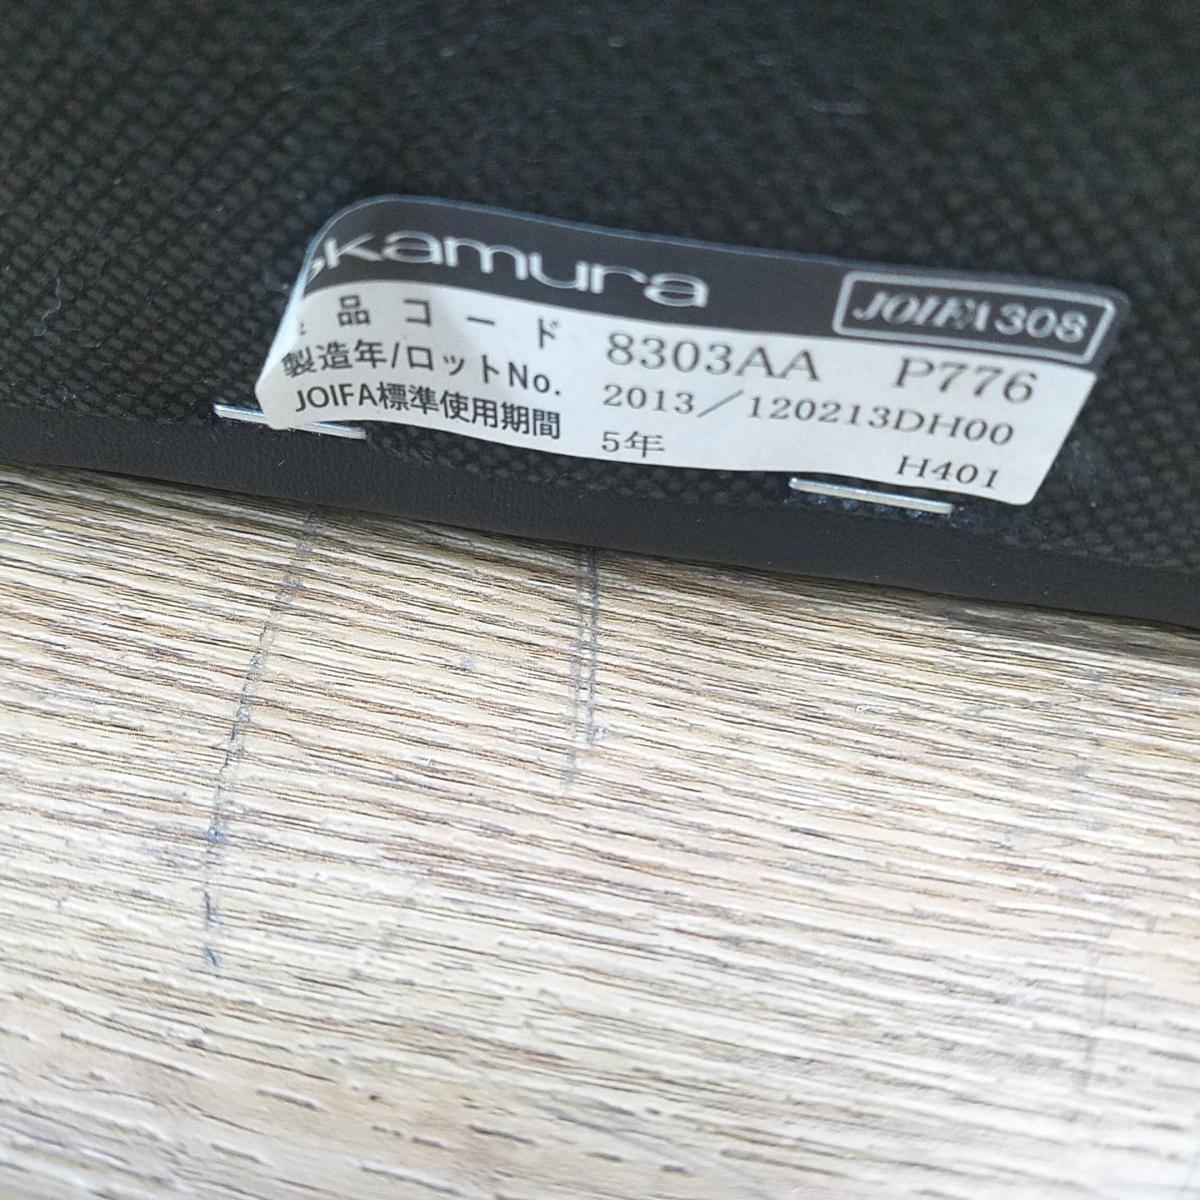 okamura JOIFA308
品コード 8303AA P776
製造年/ロットNo. 2013／120213DH00
JOIFA標準使用期間 5年 H401